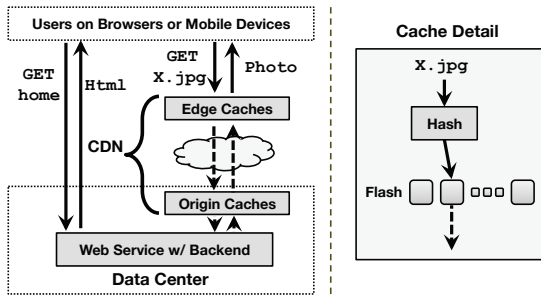 Users on Browsers or Mobile Devices
GET
home
Html
GET
X.jpg
Photo
Edge Caches
CDN
Origin Caches
Web Service w/ Backend
Data Center
Cache Detail
X.jpg
Hash
Flash